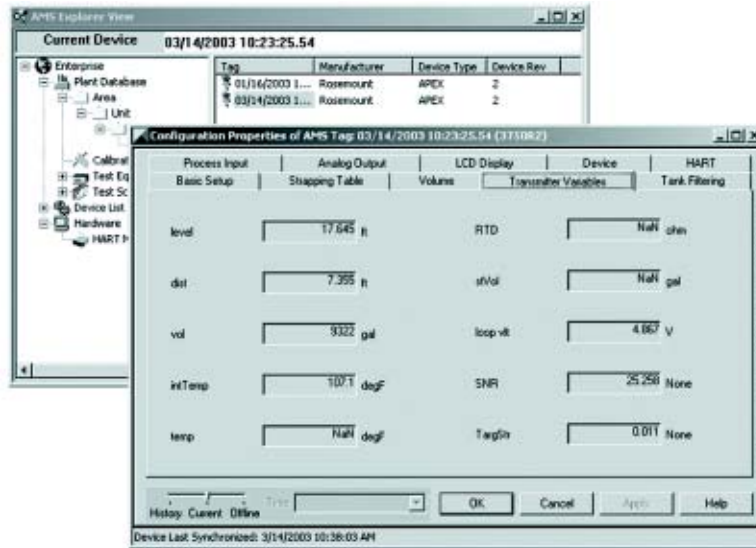 AMS Explorer View
Current Device 03/14/2003 10:23:25.54
Enterprise
Plant Database
Area
Unit
Calibrat
Test Eq
Test Sc
Device List
Hardware
HART M
Tag Manufacturer Device Type Device Rev
01/16/2003 1... Rosemount APEX 2
03/14/2003 1... Rosemount APEX 2
Configuration Properties of AMS Tag: 03/14/2003 10:23:25.54 (375DR2)
Process Input Analog Output LCD Display Device HART
Basic Setup Strapping Table Volume Transmitter Variables Tank Filtering
level 17.645 ft
dist 7.355 ft
vol 9322 gal
intTemp 107.1 degF
temp NaN degF
RTD NaN ohm
stVol NaN gal
loop vlt 4.867 V
SNR 25.258 None
TargStr 0.011 None
History Current Offline
Time
OK Cancel Apply Help
Device Last Synchronized: 3/14/2003 10:38:03 AM